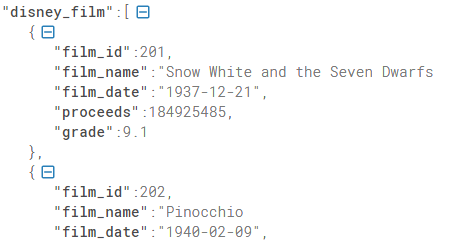 "disney_film":[
{
"film_id":201,
"film_name":"Snow White and the Seven Dwarfs
"film_date":"1937-12-21",
"proceeds":184925485,
"grade":9.1
},
{
"film_id":202,
"film_name":"Pinocchio
"film_date":"1940-02-09",